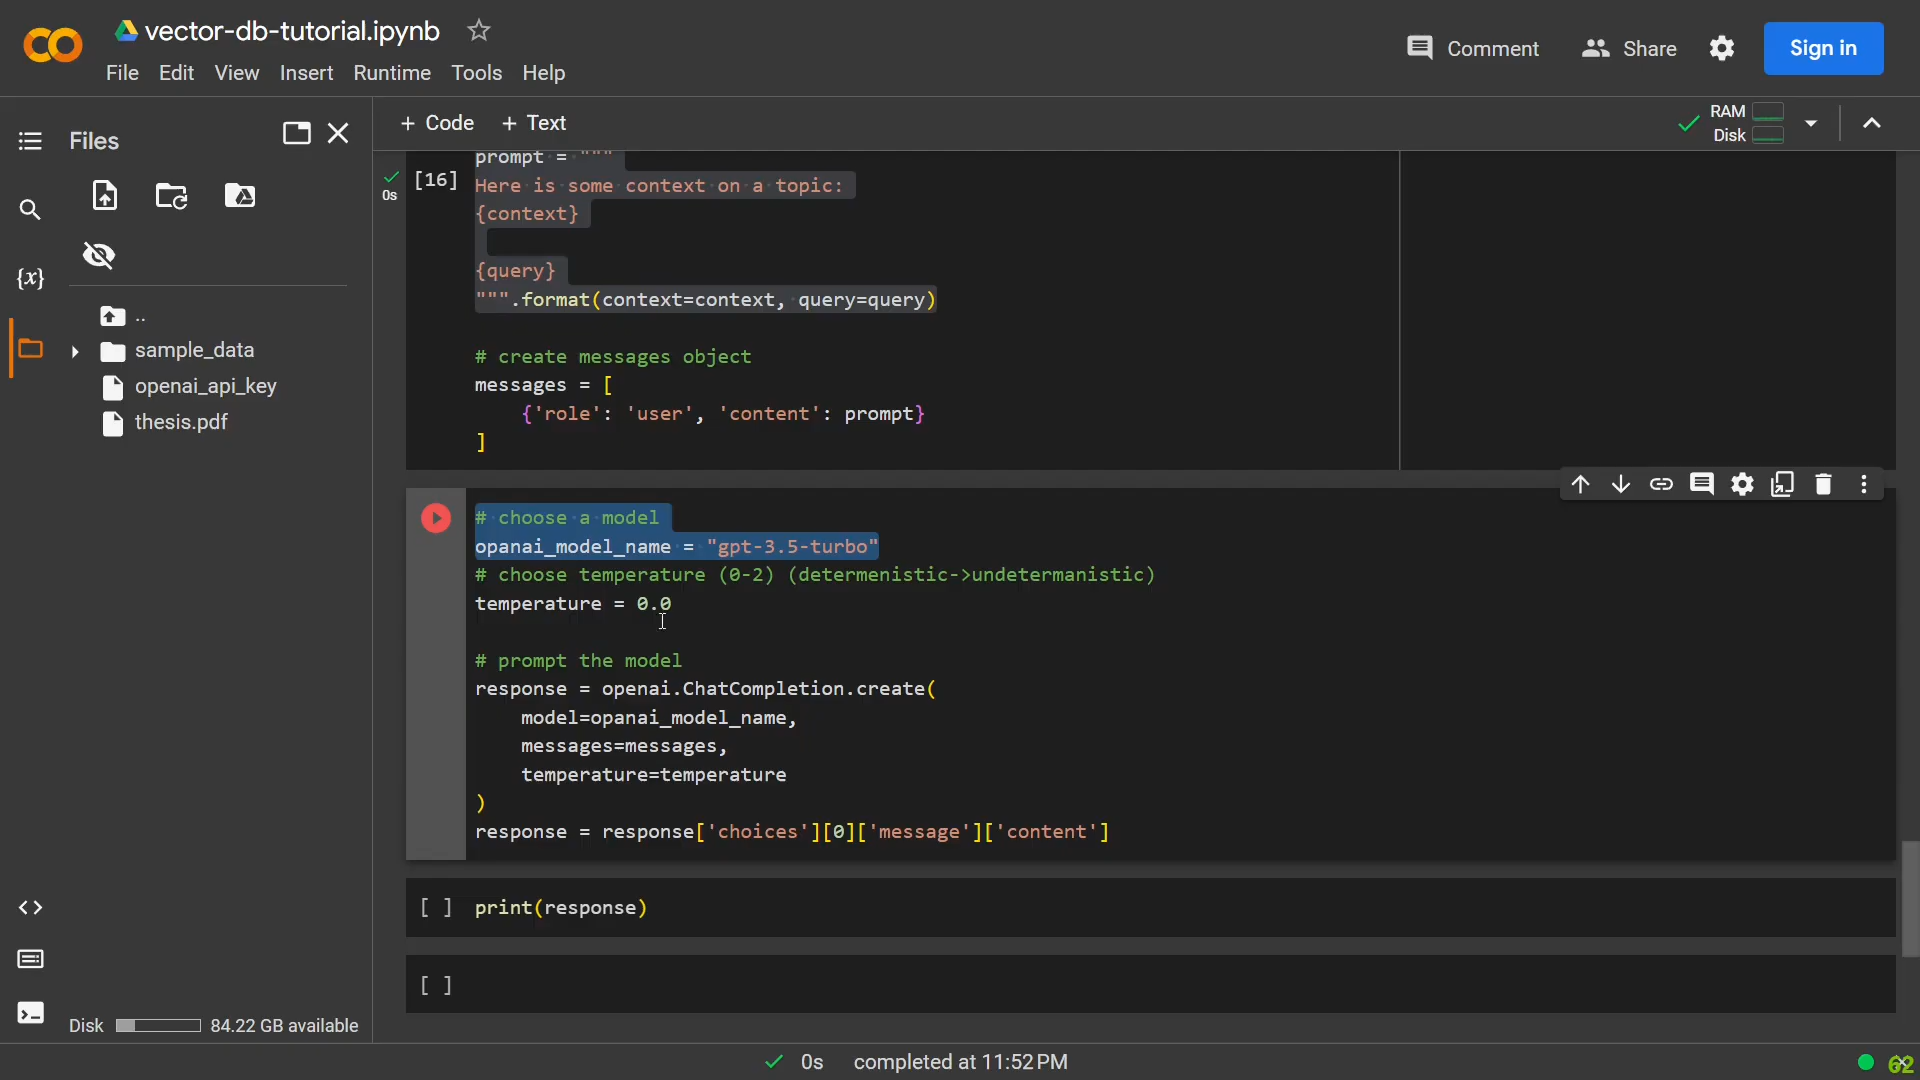 vector-db-tutorial.ipynb
File Edit View Insert Runtime Tools Help
Comment
Share
Sign in
Files
+ Code + Text
RAM
Disk
..
sample_data
openai_api_key
thesis.pdf
{x}
0s
[16]
prompt = """
Here is some context on a topic:
{context}
{query}
""".format(context=context, query=query)
# create messages object
messages = [
{'role': 'user', 'content': prompt}
]
# choose a model
opanai_model_name = "gpt-3.5-turbo"
# choose temperature (0-2) (determenistic->undetermanistic)
temperature = 0.0
# prompt the model
response = openai.ChatCompletion.create(
model=opanai_model_name,
messages=messages,
temperature=temperature
)
response = response['choices'][0]['message']['content']
[ ] print(response)
[ ]
Disk 84.22 GB available
0s completed at 11:52 PM
62